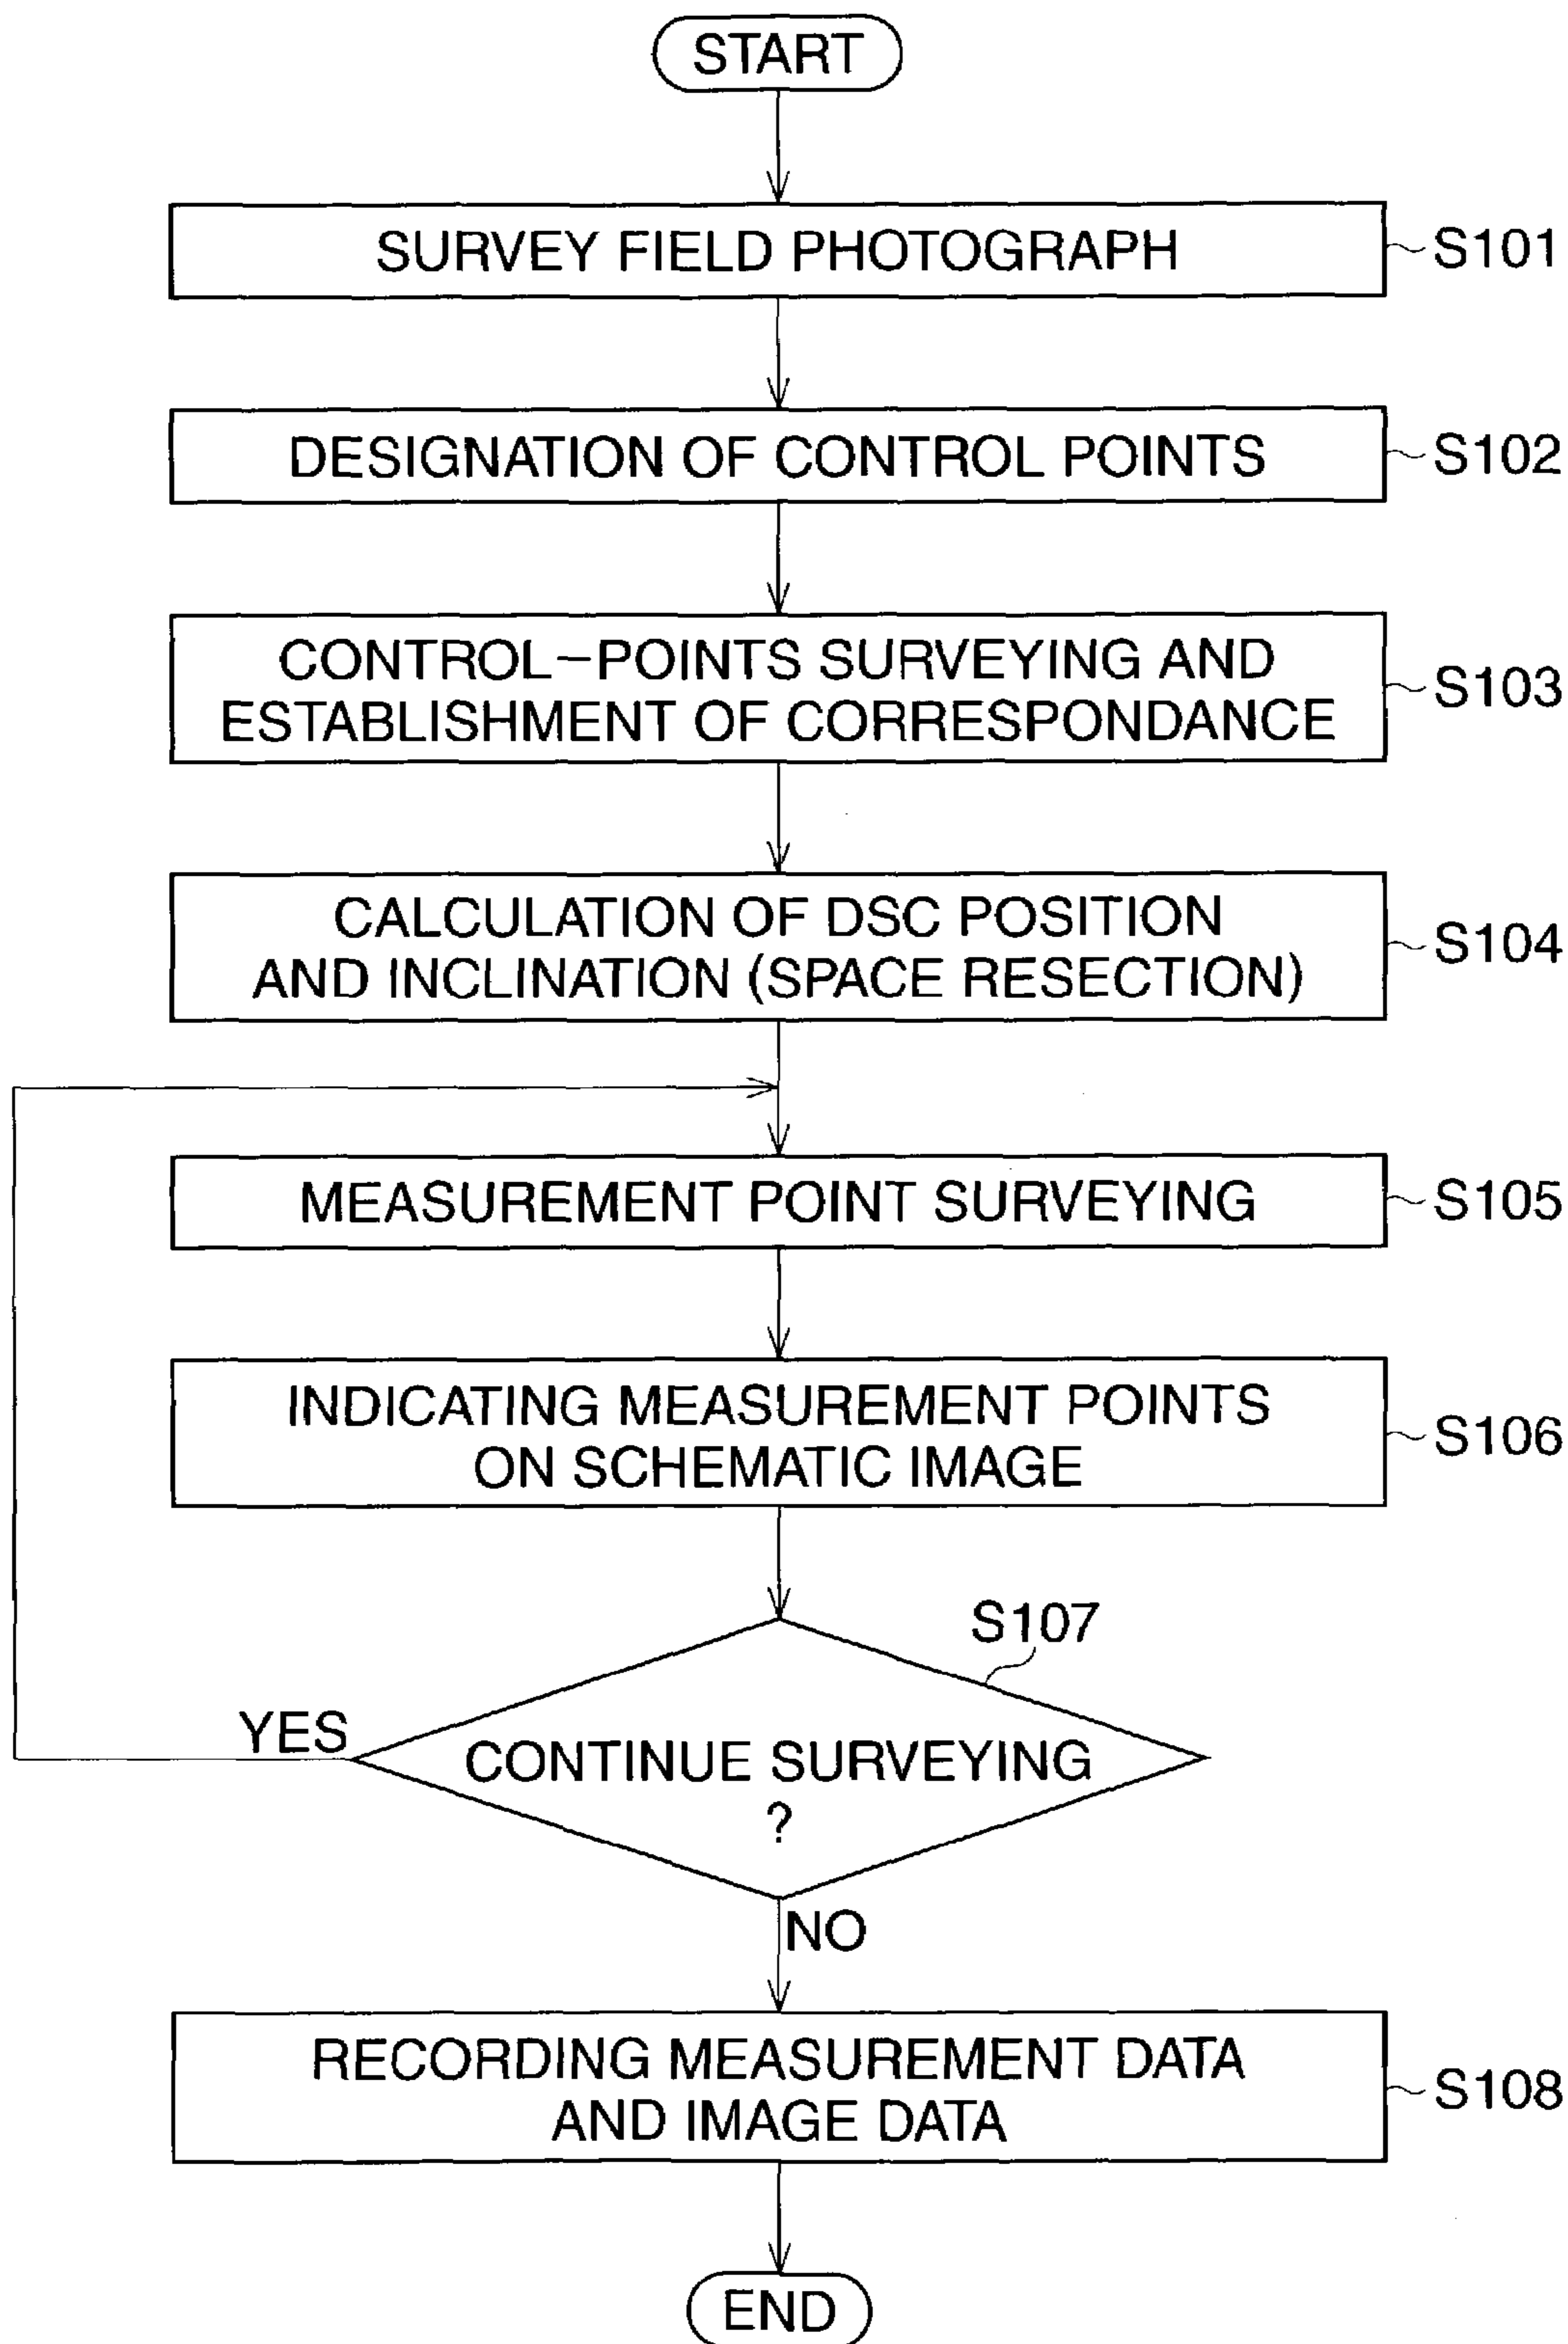 START
SURVEY FIELD PHOTOGRAPH
S101
DESIGNATION OF CONTROL POINTS
S102
CONTROL-POINTS SURVEYING AND
ESTABLISHMENT OF CORRESPONDANCE
S103
CALCULATION OF DSC POSITION
AND INCLINATION (SPACE RESECTION)
S104
MEASUREMENT POINT SURVEYING
S105
INDICATING MEASUREMENT POINTS
ON SCHEMATIC IMAGE
S106
S107
YES
CONTINUE SURVEYING
?
NO
RECORDING MEASUREMENT DATA
AND IMAGE DATA
S108
END